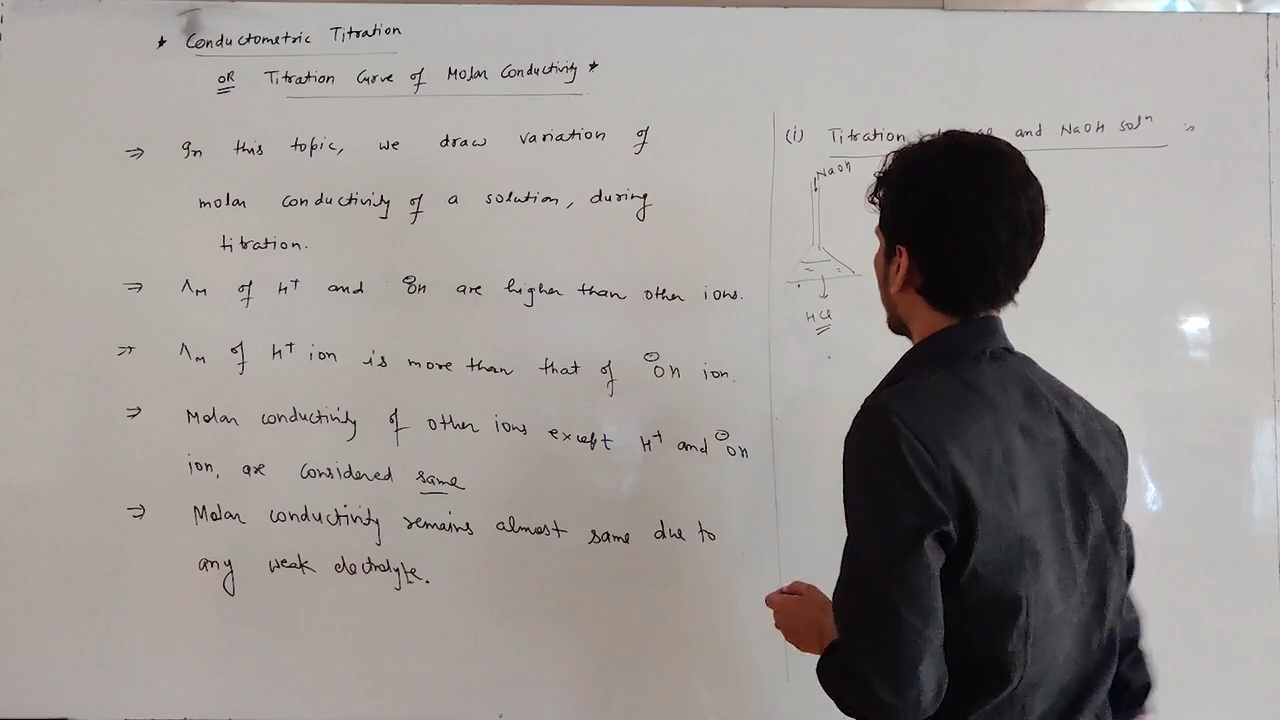 * Conductometric Titration
OR Titration Curve of Molar Conductivity *
⇒ In this topic, we draw variation of
molar conductivity of a solution, during
titration.
⇒ ΛM of H⁺ and ⊖OH are higher than other ions.
⇒ Λm of H⁺ ion is more than that of ⊖OH ion.
⇒ Molar conductivity of other ions except H⁺ and ⊖OH
ion, are considered same
⇒ Molar conductivity remains almost same due to
any weak electrolyte.
(i) Titration and NaOH solⁿ :
NaOH
HCl